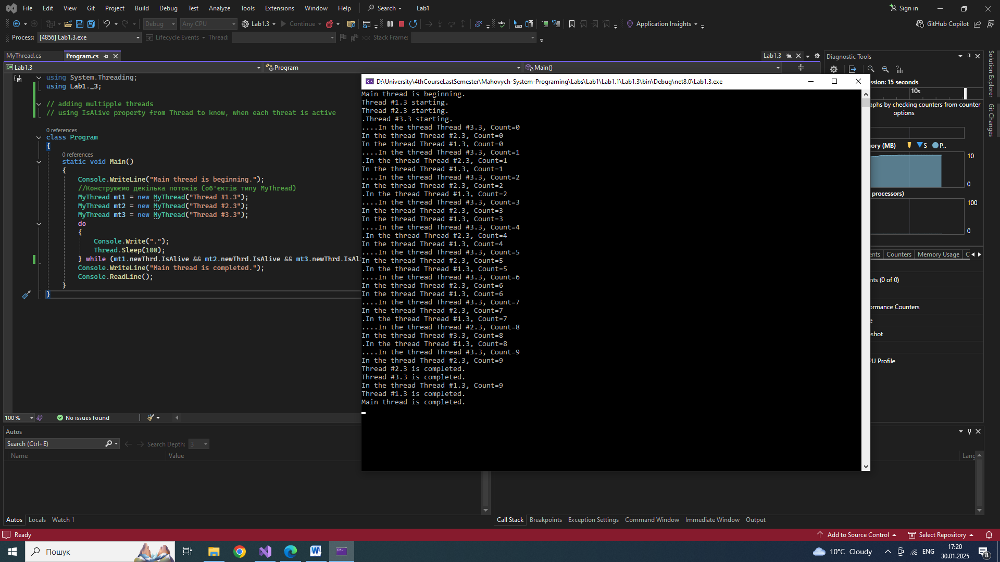 File Edit View Git Project Build Debug Test Analyze Tools Extensions Window Help Search Lab1 Sign in
Debug Any CPU Lab1.3 Continue Application Insights GitHub Copilot
Process: [4856] Lab1.3.exe Lifecycle Events Thread: Stack Frame:
MyThread.cs Program.cs Lab1.3
Lab1.3 Program Main()
using System.Threading;
using Lab1._3;
// adding multipple threads
// using IsAlive property from Thread to know, when each threat is active
0 references
class Program
{
0 references
static void Main()
{
Console.WriteLine("Main thread is beginning.");
//Конструюємо декілька потоків (об'єктів типу MyThread)
MyThread mt1 = new MyThread("Thread #1.3");
MyThread mt2 = new MyThread("Thread #2.3");
MyThread mt3 = new MyThread("Thread #3.3");
do
{
Console.Write(".");
Thread.Sleep(100);
} while (mt1.newThrd.IsAlive && mt2.newThrd.IsAlive && mt3.newThrd.IsAli
Console.WriteLine("Main thread is completed.");
Console.ReadLine();
}
}
100 % No issues found
D:\University\4thCourseLastSemester\Mahovych-System-Programing\Labs\Lab1\Lab1.1\Lab1.3\bin\Debug\net8.0\Lab1.3.exe
Main thread is beginning.
Thread #1.3 starting.
Thread #2.3 starting.
.Thread #3.3 starting.
....In the thread Thread #3.3, Count=0
In the thread Thread #2.3, Count=0
In the thread Thread #1.3, Count=0
....In the thread Thread #3.3, Count=1
.In the thread Thread #2.3, Count=1
In the thread Thread #1.3, Count=1
....In the thread Thread #3.3, Count=2
In the thread Thread #2.3, Count=2
.In the thread Thread #1.3, Count=2
....In the thread Thread #3.3, Count=3
In the thread Thread #2.3, Count=3
In the thread Thread #1.3, Count=3
....In the thread Thread #3.3, Count=4
.In the thread Thread #2.3, Count=4
In the thread Thread #1.3, Count=4
....In the thread Thread #3.3, Count=5
In the thread Thread #2.3, Count=5
.In the thread Thread #1.3, Count=5
....In the thread Thread #3.3, Count=6
In the thread Thread #2.3, Count=6
In the thread Thread #1.3, Count=6
....In the thread Thread #3.3, Count=7
In the thread Thread #2.3, Count=7
.In the thread Thread #1.3, Count=7
....In the thread Thread #2.3, Count=8
In the thread Thread #3.3, Count=8
.In the thread Thread #1.3, Count=8
....In the thread Thread #3.3, Count=9
In the thread Thread #2.3, Count=9
Thread #2.3 is completed.
Thread #3.3 is completed.
In the thread Thread #1.3, Count=9
Thread #1.3 is completed.
Main thread is completed.
Diagnostic Tools
ssion: 15 seconds
10s
aphs by checking counters from counter
options
ory (MB) S P..
10
0
processors)
100
0
ents Counters Memory Usage C
nts (0 of 0)
ormance Counters
e
shot
PU Profile
Solution Explorer
Git Changes
Autos
Search (Ctrl+E) Search Depth: 3
Name Value
Lang
Autos Locals Watch 1
Call Stack Breakpoints Exception Settings Command Window Immediate Window Output
Ready Add to Source Control Select Repository
Пошук
10°C Cloudy ENG
17:20
30.01.2025
8